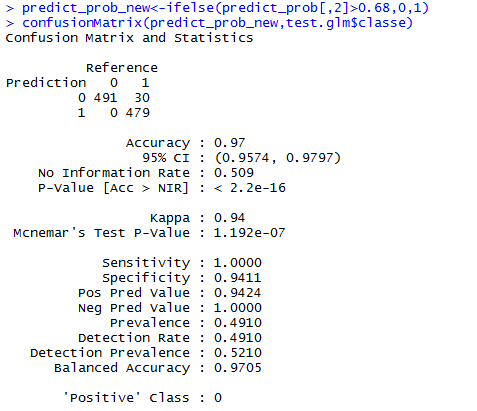 > predict_prob_new<-ifelse(predict_prob[,2]>0.68,0,1)
> confusionMatrix(predict_prob_new,test.glm$classe)
Confusion Matrix and Statistics
Reference
Prediction 0 1
0 491 30
1 0 479
Accuracy : 0.97
95% CI : (0.9574, 0.9797)
No Information Rate : 0.509
P-Value [Acc > NIR] : < 2.2e-16
Kappa : 0.94
Mcnemar's Test P-Value : 1.192e-07
Sensitivity : 1.0000
Specificity : 0.9411
Pos Pred Value : 0.9424
Neg Pred Value : 1.0000
Prevalence : 0.4910
Detection Rate : 0.4910
Detection Prevalence : 0.5210
Balanced Accuracy : 0.9705
'Positive' Class : 0